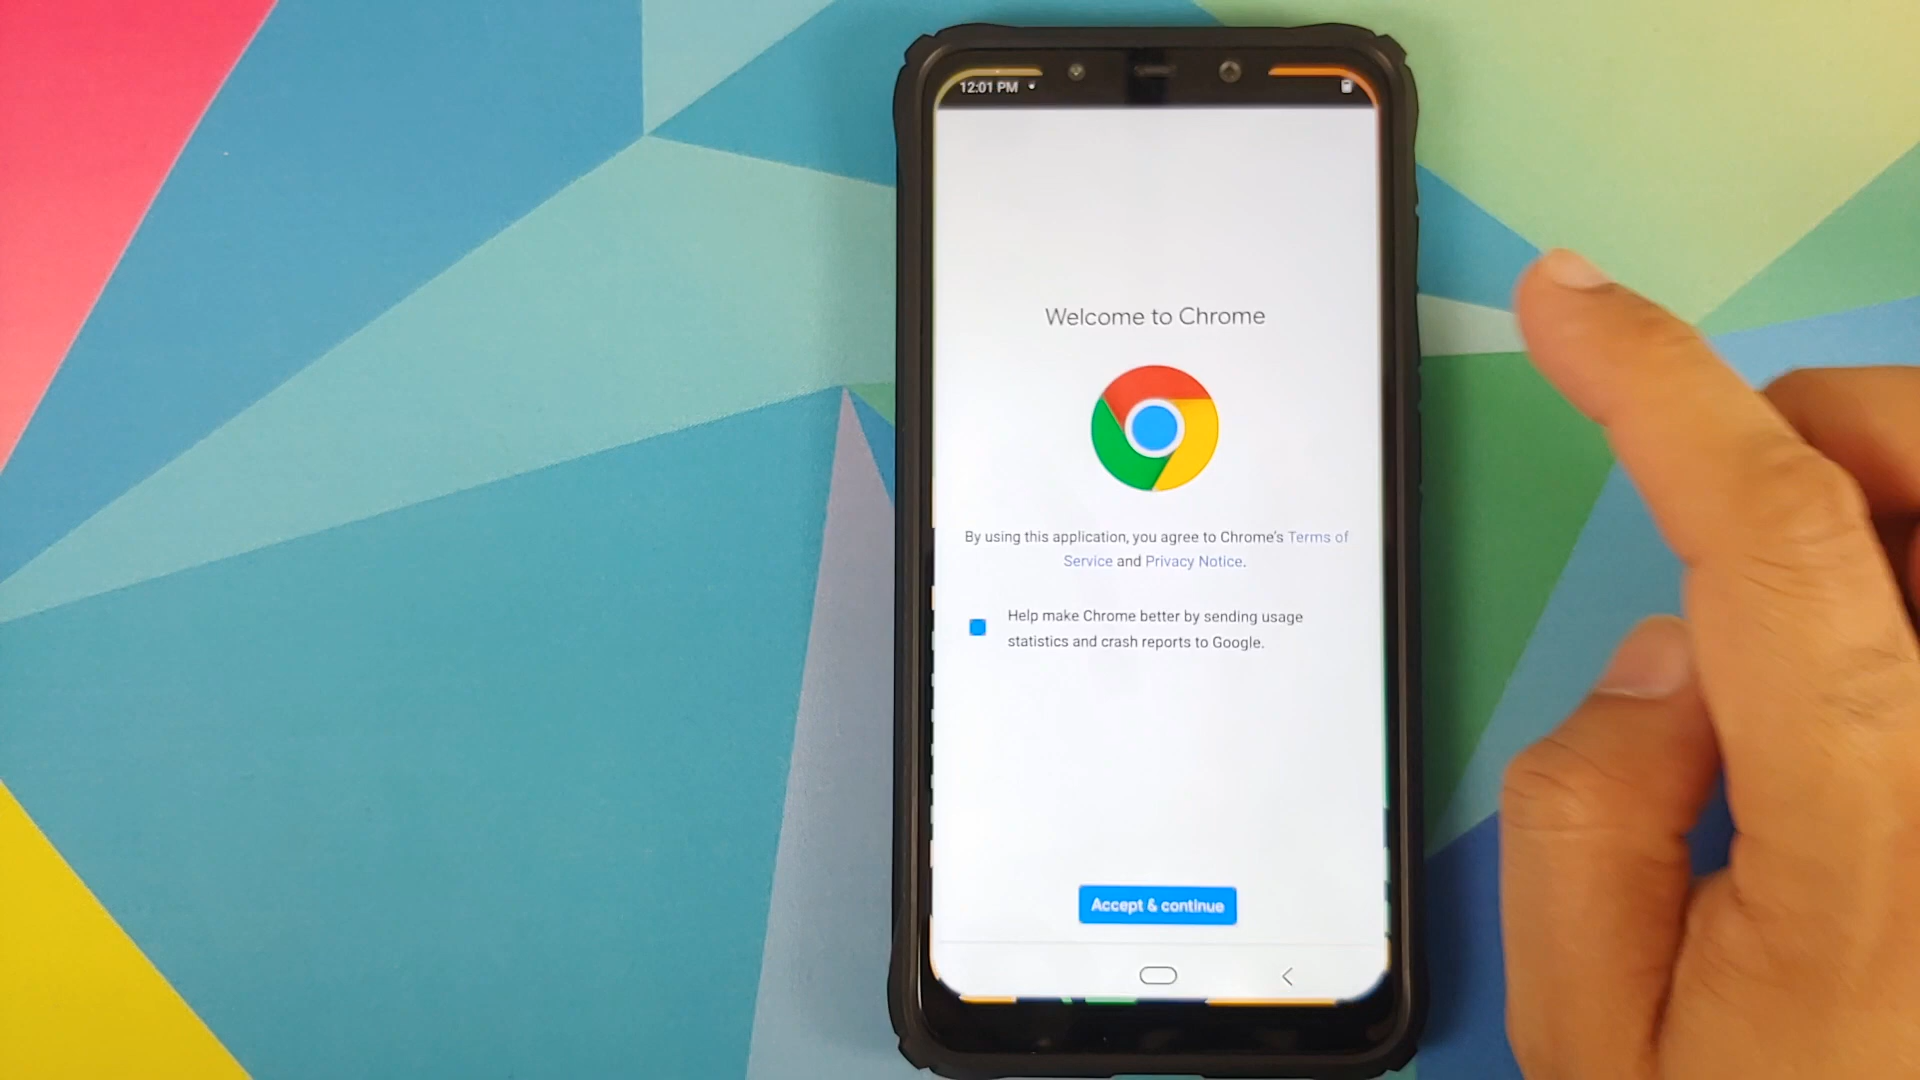 12:01 PM
Welcome to Chrome
By using this application, you agree to Chrome's Terms of
Service and Privacy Notice.
Help make Chrome better by sending usage
statistics and crash reports to Google.
Accept & continue